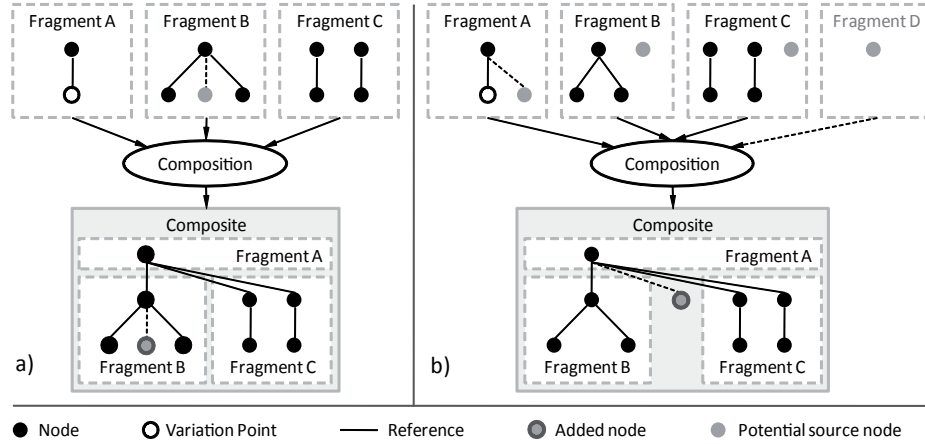 Fragment A
Fragment B
Fragment C
Composition
Composite
Fragment A
Fragment B
Fragment C
a)
Fragment A
Fragment B
Fragment C
Fragment D
Composition
Composite
Fragment A
Fragment B
Fragment C
b)
Node
Variation Point
Reference
Added node
Potential source node